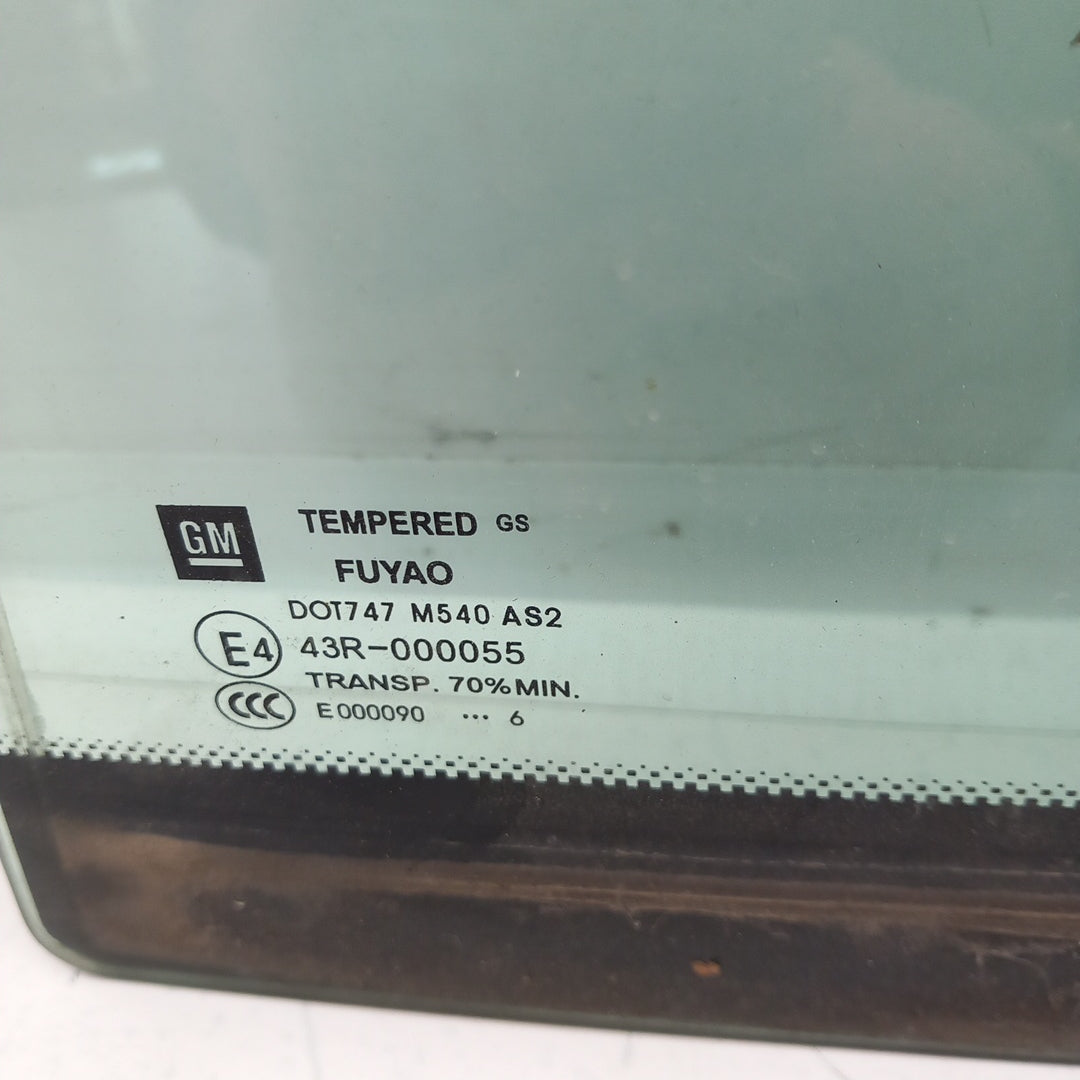 GM
TEMPERED GS
FUYAO
DOT747 M540 AS2
E4 43R-000055
TRANSP. 70% MIN.
CCC E000090 ... 6